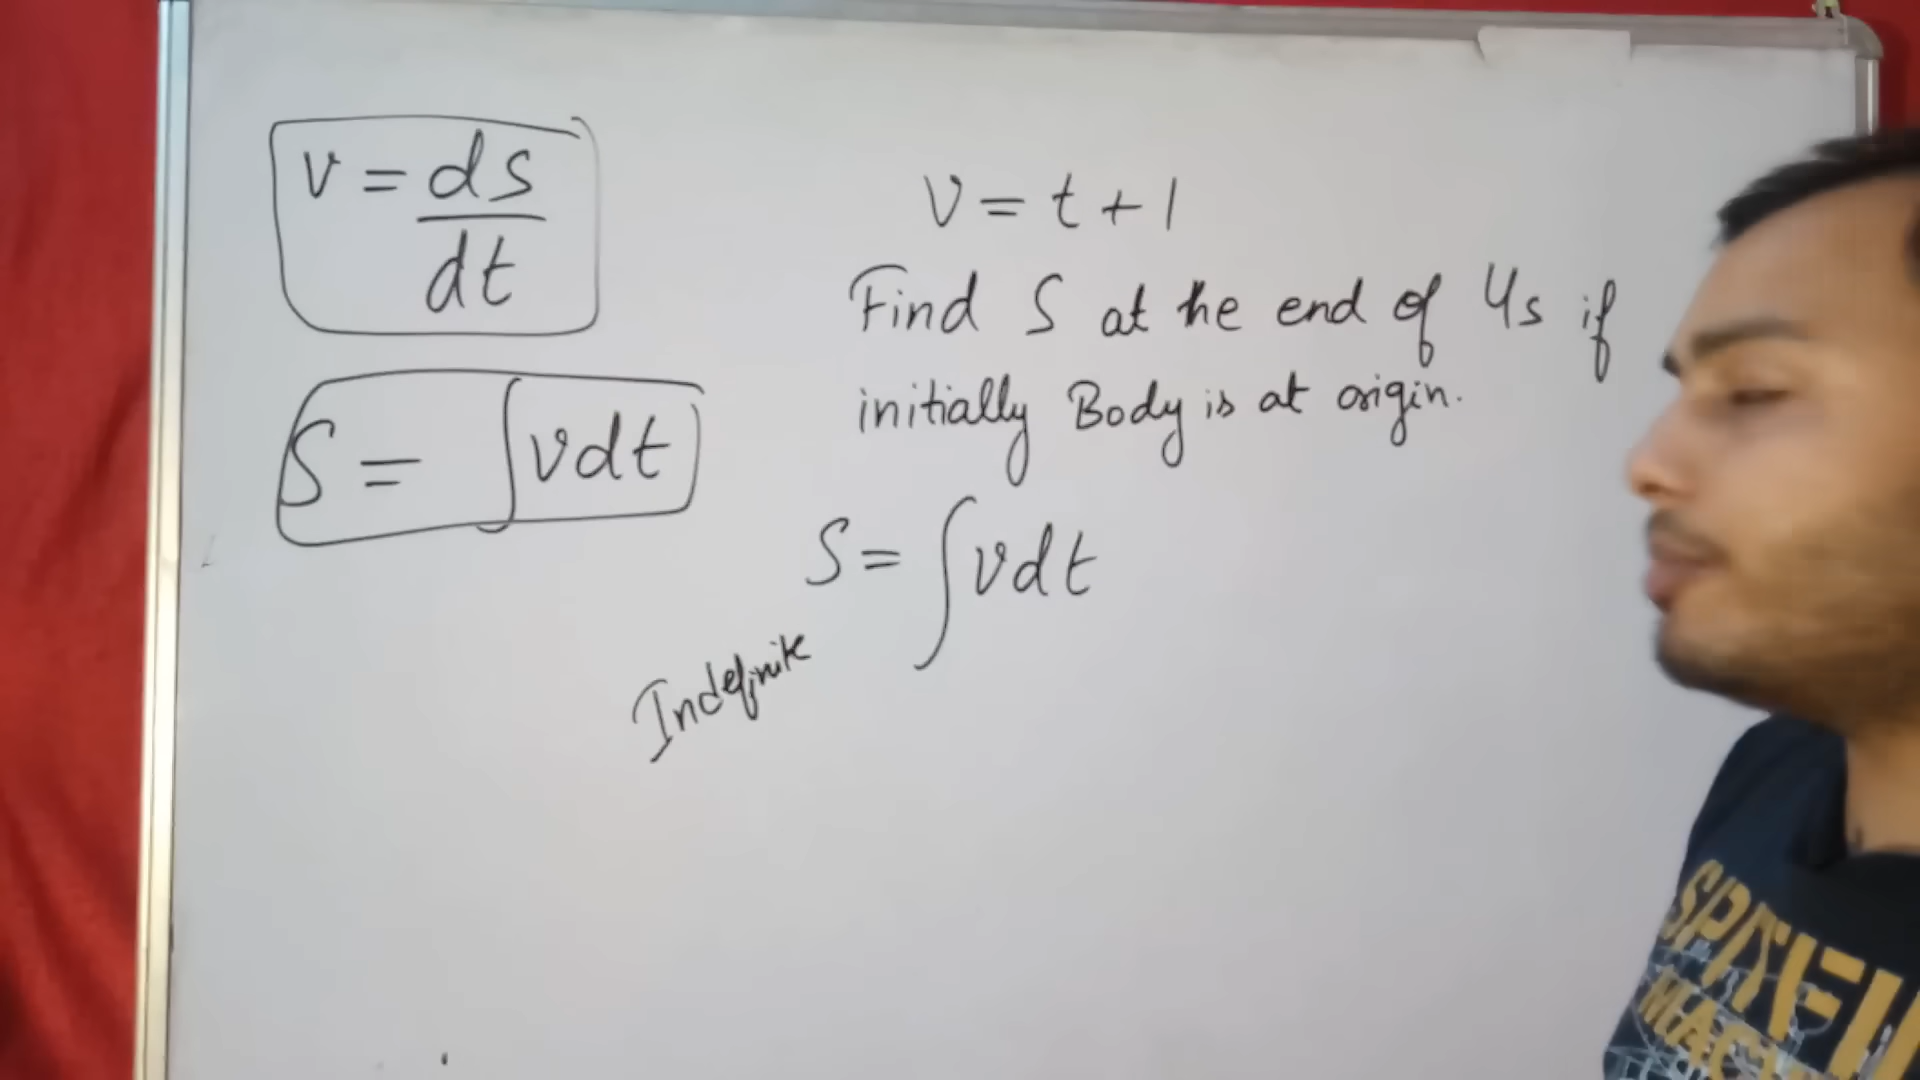 v = ds/dt
S = ∫vdt
v = t + 1
Find S at the end of 4s if
initially Body is at origin.
S = ∫vdt
Indefinite